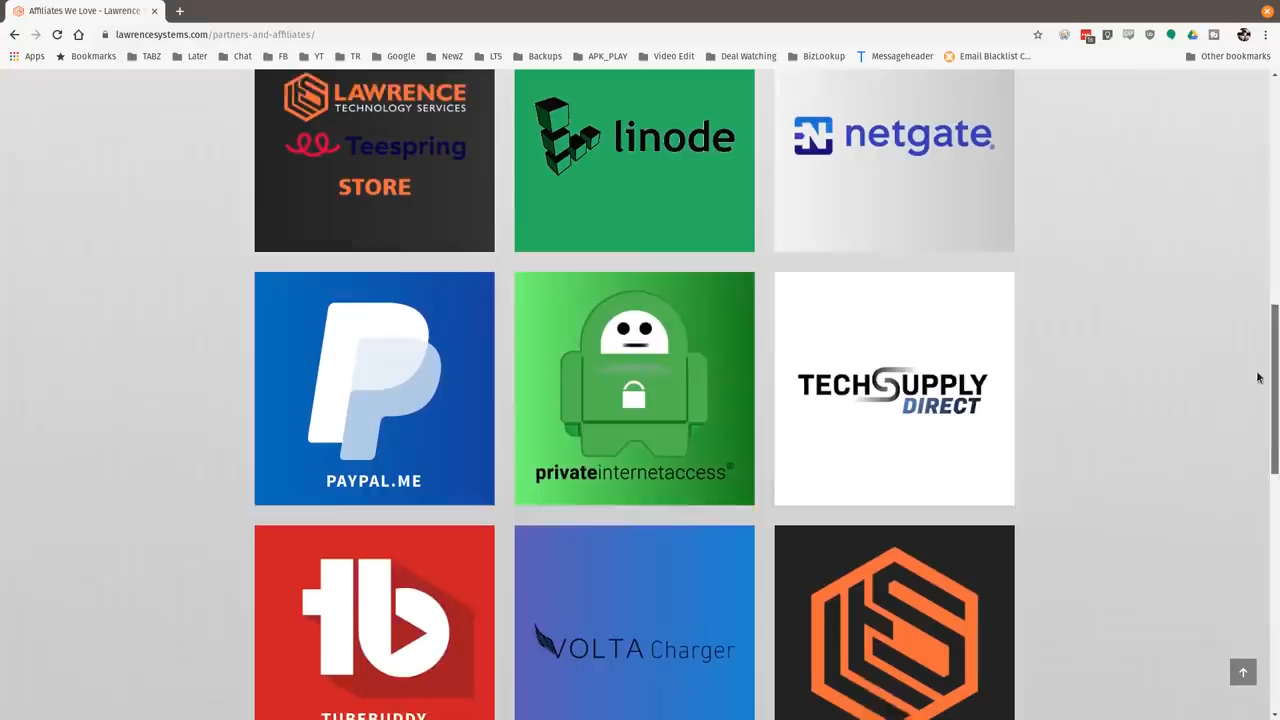 Affiliates We Love - Lawrence
lawrencesystems.com/partners-and-affiliates/
Apps Bookmarks TABZ Later Chat FB YT TR Google NewZ LTS Backups APK_PLAY Video Edit Deal Watching BizLookup Messageheader Email Blacklist C... Other bookmarks
LAWRENCE
TECHNOLOGY SERVICES
Teespring
STORE
linode
netgate.
PAYPAL.ME
privateinternetaccess®
TECHSUPPLY
DIRECT
TUBEBUDDY
VOLTA Charger